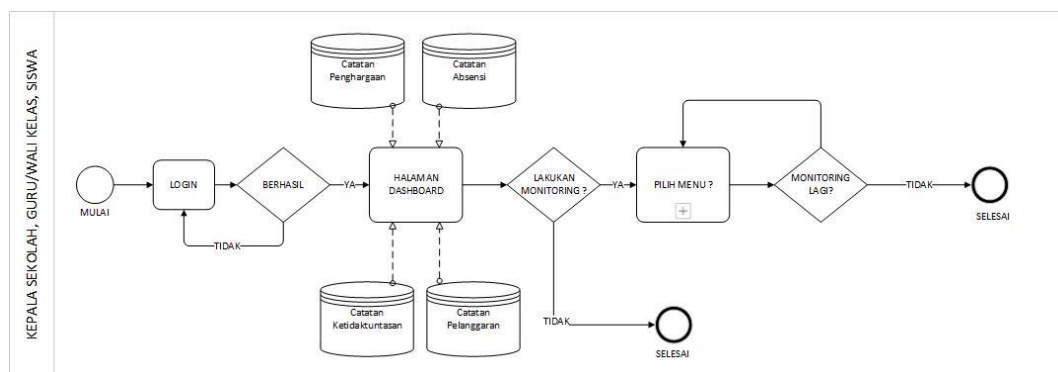 KEPALA SEKOLAH, GURU/WALI KELAS, SISWA
Catatan
Penghargaan
Catatan
Absensi
MULAI
LOGIN
BERHASIL
TIDAK
YA
HALAMAN
DASHBOARD
LAKUKAN
MONITORING ?
YA
PILIH MENU ?
MONITORING
LAGI?
TIDAK
SELESAI
Catatan
Ketidaktuntasan
Catatan
Pelanggaran
TIDAK
SELESAI